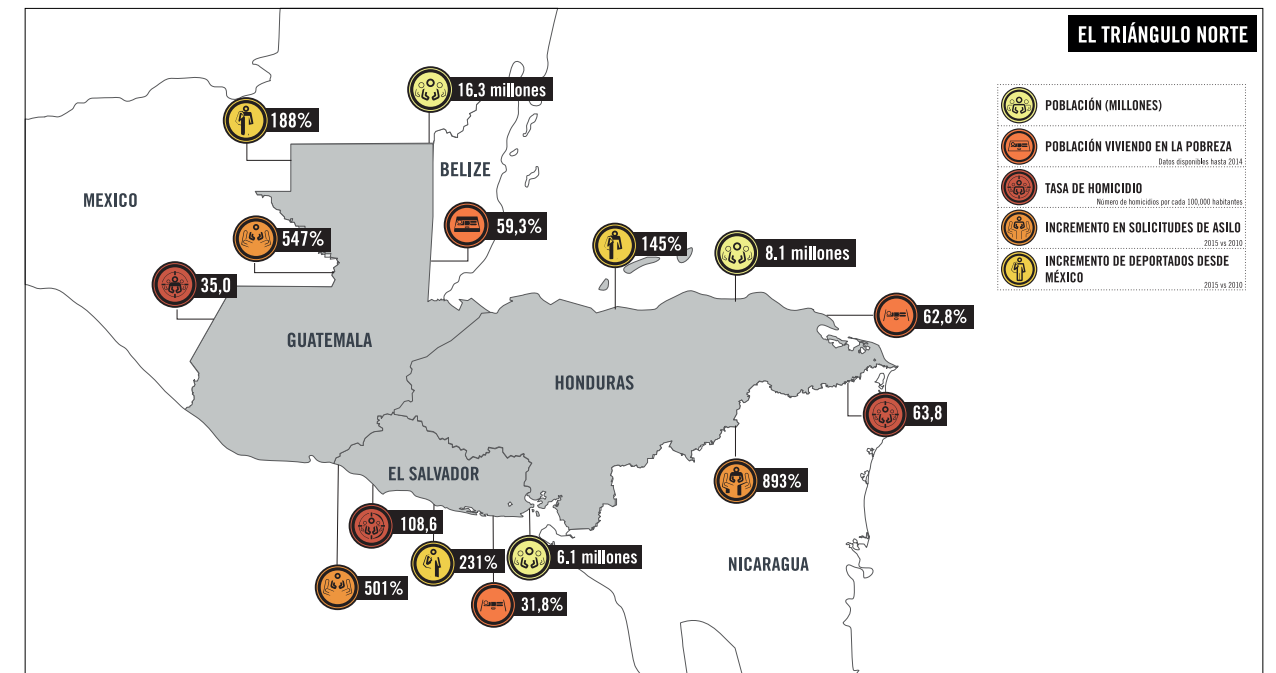 EL TRIÁNGULO NORTE
16.3 millones
188%
BELIZE
MEXICO
547%
59,3%
145%
8.1 millones
35,0
62,8%
GUATEMALA
HONDURAS
63,8
EL SALVADOR
893%
108,6
231%
6.1 millones
NICARAGUA
501%
31,8%
POBLACIÓN (MILLONES)
POBLACIÓN VIVIENDO EN LA POBREZA
Datos disponibles hasta 2014
TASA DE HOMICIDIO
Número de homicidios por cada 100,000 habitantes
INCREMENTO EN SOLICITUDES DE ASILO
2015 vs 2010
INCREMENTO DE DEPORTADOS DESDE
MÉXICO
2015 vs 2010